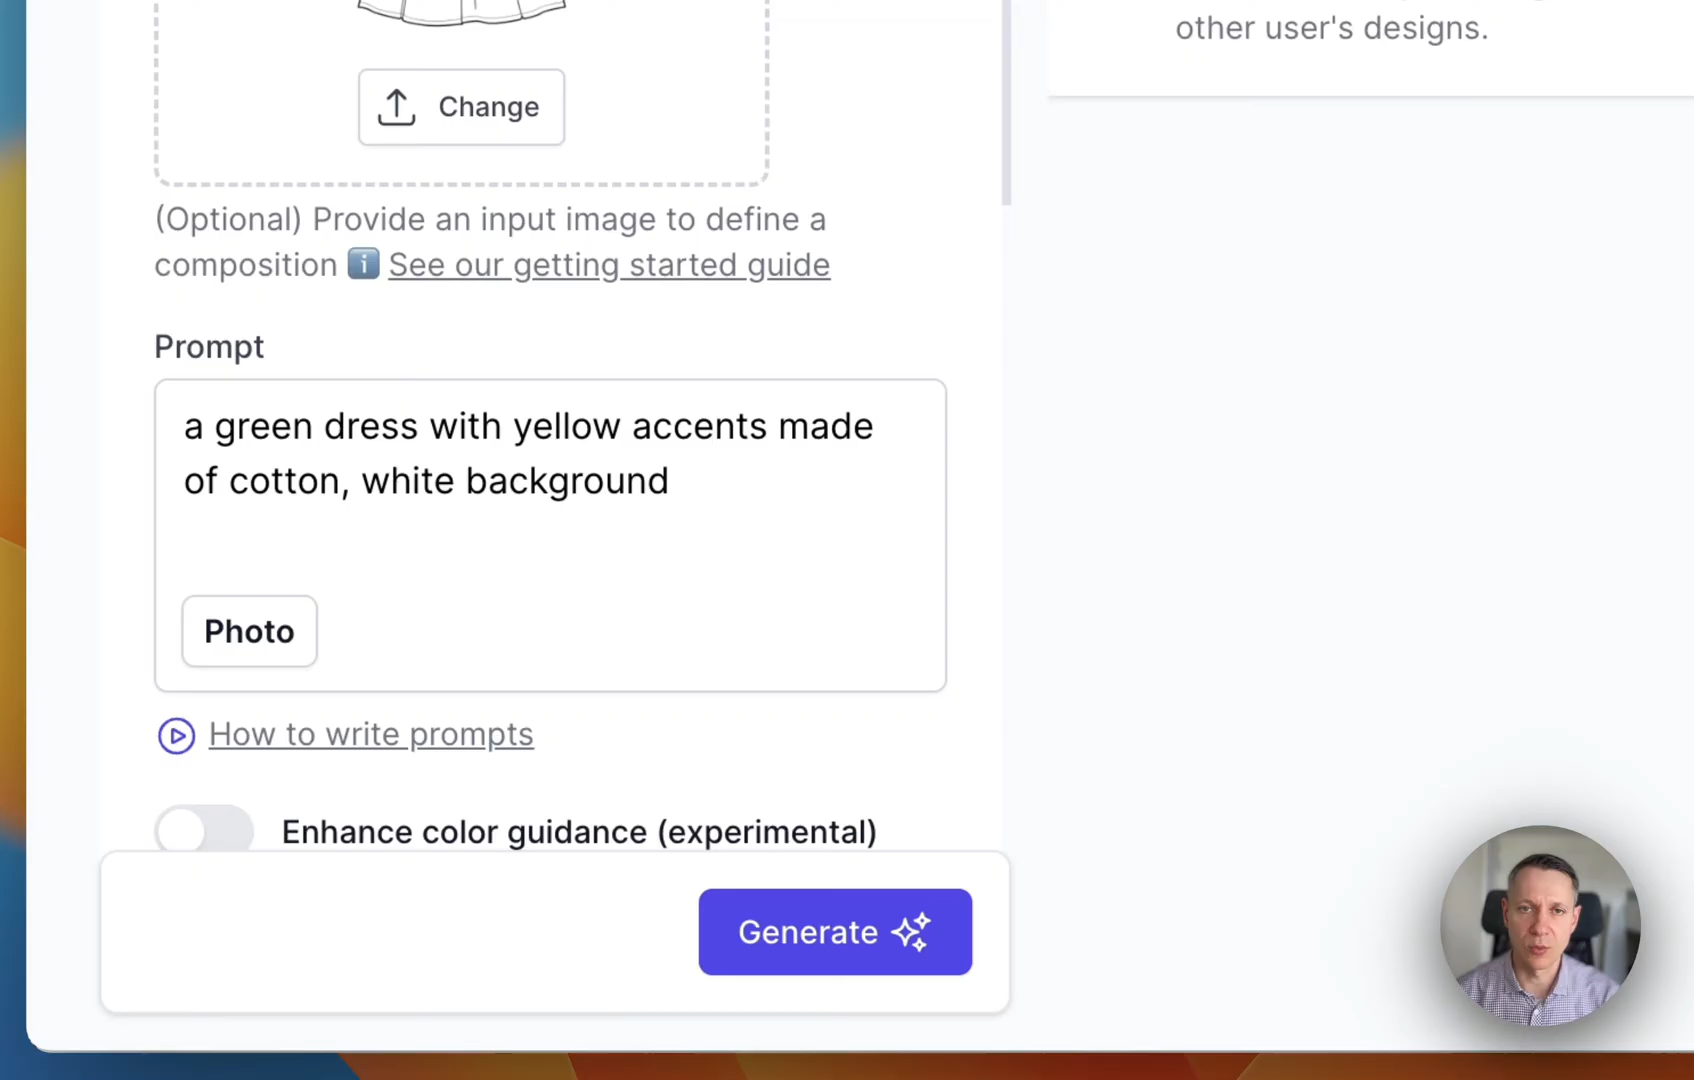 other user's designs.
Change
(Optional) Provide an input image to define a
composition i See our getting started guide
Prompt
a green dress with yellow accents made
of cotton, white background
Photo
How to write prompts
Enhance color guidance (experimental)
Generate